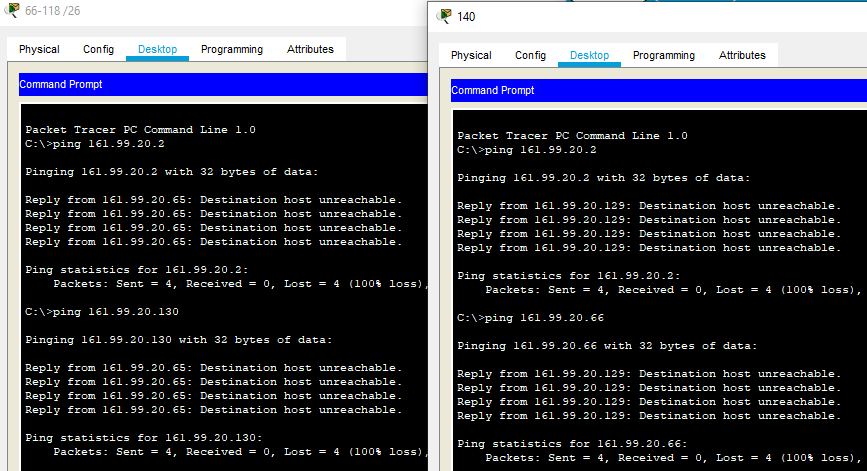 66-118 /26
Physical Config Desktop Programming Attributes
Command Prompt
Packet Tracer PC Command Line 1.0
C:\>ping 161.99.20.2
Pinging 161.99.20.2 with 32 bytes of data:
Reply from 161.99.20.65: Destination host unreachable.
Reply from 161.99.20.65: Destination host unreachable.
Reply from 161.99.20.65: Destination host unreachable.
Reply from 161.99.20.65: Destination host unreachable.
Ping statistics for 161.99.20.2:
Packets: Sent = 4, Received = 0, Lost = 4 (100% loss),
C:\>ping 161.99.20.130
Pinging 161.99.20.130 with 32 bytes of data:
Reply from 161.99.20.65: Destination host unreachable.
Reply from 161.99.20.65: Destination host unreachable.
Reply from 161.99.20.65: Destination host unreachable.
Reply from 161.99.20.65: Destination host unreachable.
Ping statistics for 161.99.20.130:
Packets: Sent = 4, Received = 0, Lost = 4 (100% loss),
140
Physical Config Desktop Programming Attributes
Command Prompt
Packet Tracer PC Command Line 1.0
C:\>ping 161.99.20.2
Pinging 161.99.20.2 with 32 bytes of data:
Reply from 161.99.20.129: Destination host unreachable.
Reply from 161.99.20.129: Destination host unreachable.
Reply from 161.99.20.129: Destination host unreachable.
Reply from 161.99.20.129: Destination host unreachable.
Ping statistics for 161.99.20.2:
Packets: Sent = 4, Received = 0, Lost = 4 (100% loss),
C:\>ping 161.99.20.66
Pinging 161.99.20.66 with 32 bytes of data:
Reply from 161.99.20.129: Destination host unreachable.
Reply from 161.99.20.129: Destination host unreachable.
Reply from 161.99.20.129: Destination host unreachable.
Reply from 161.99.20.129: Destination host unreachable.
Ping statistics for 161.99.20.66:
Packets: Sent = 4, Received = 0, Lost = 4 (100% loss),